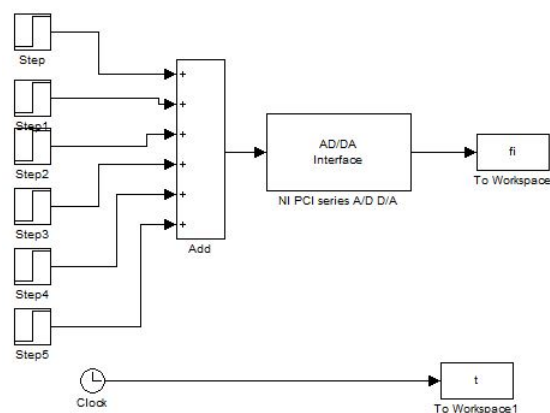 Step
Step1
Step2
Step3
Step4
Step5
+
+
+
+
+
+
Add
AD/DA
Interface
NI PCI series A/D D/A
fi
To Workspace
Clock
t
To Workspace1